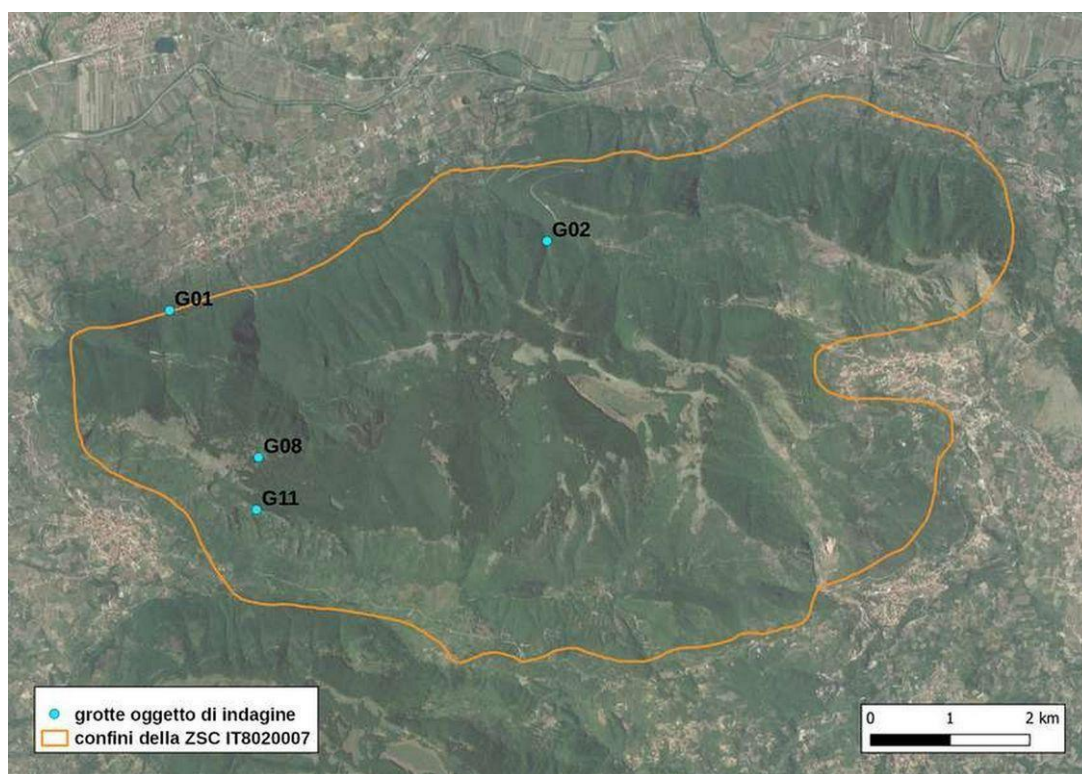 G02
G01
G08
G11
grotte oggetto di indagine
confini della ZSC IT8020007
0 1 2 km